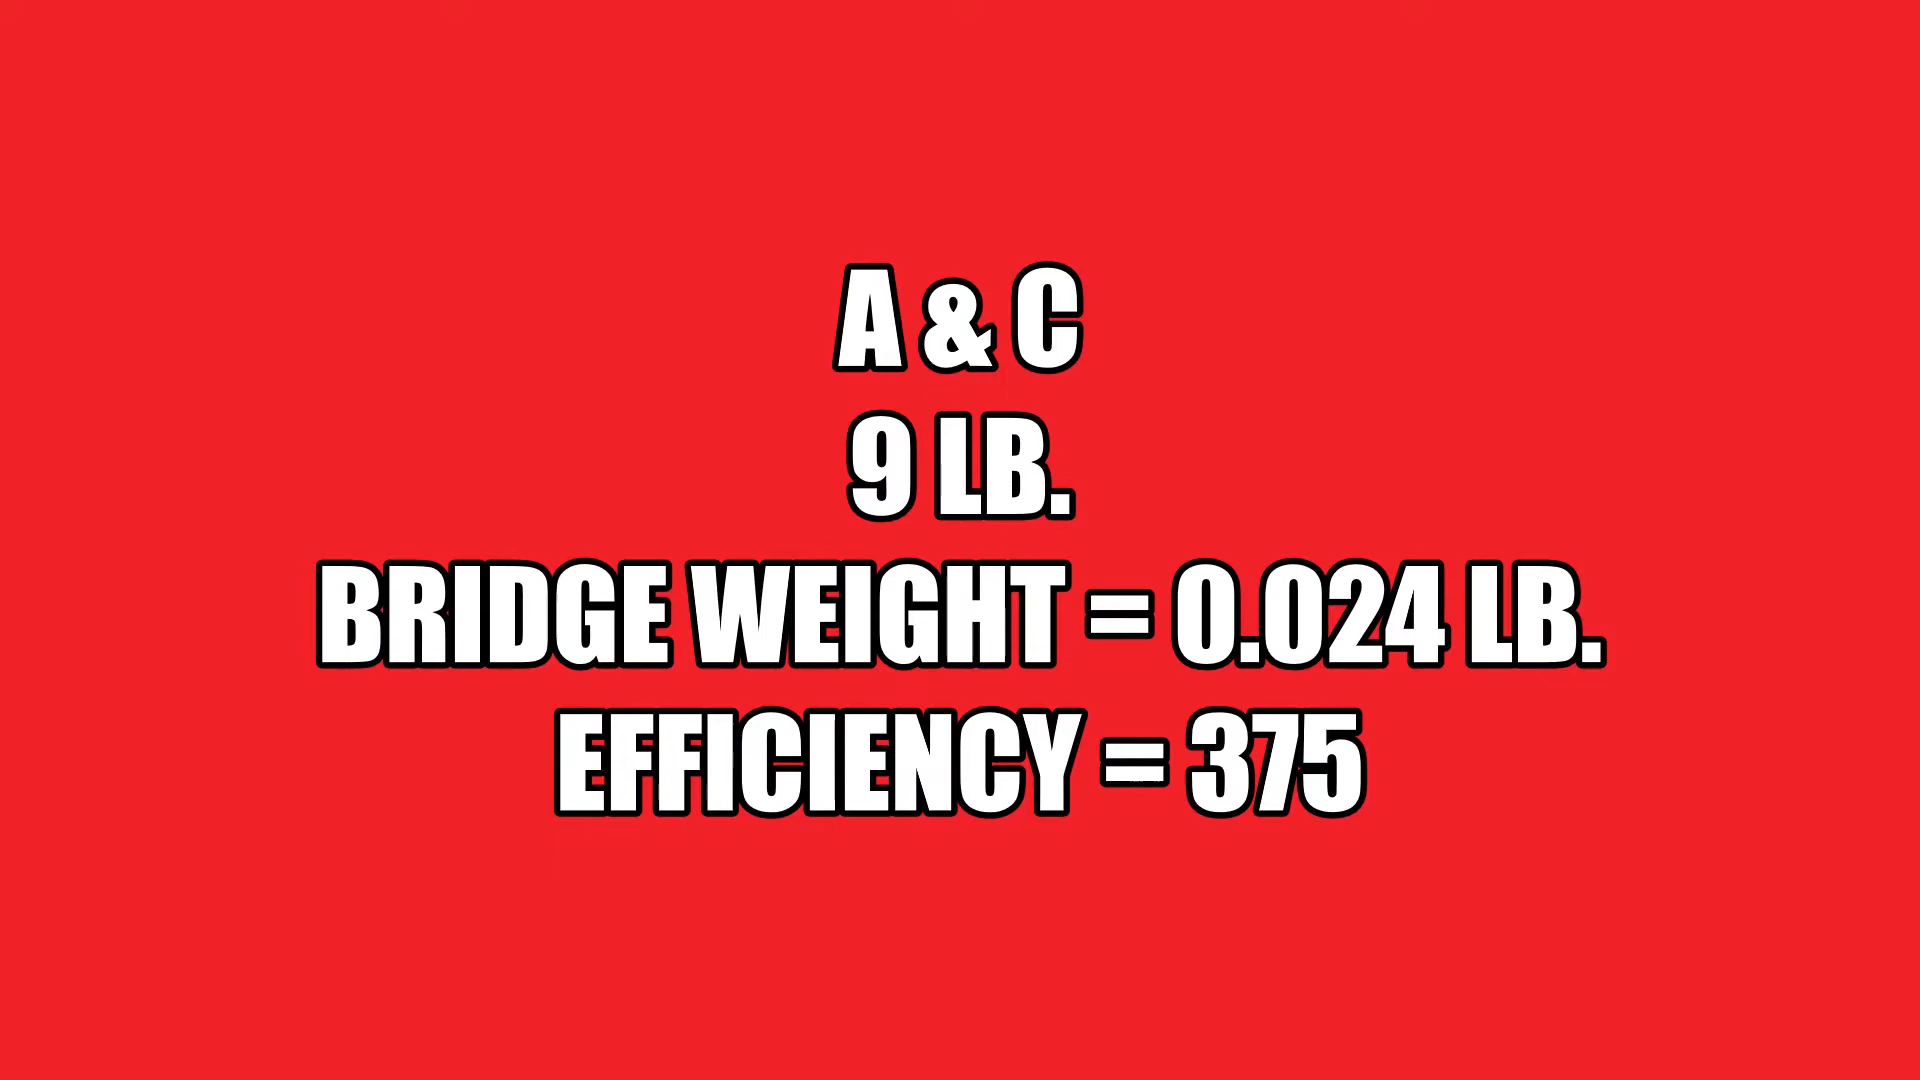 A & C
9 LB.
BRIDGE WEIGHT = 0.024 LB.
EFFICIENCY = 375